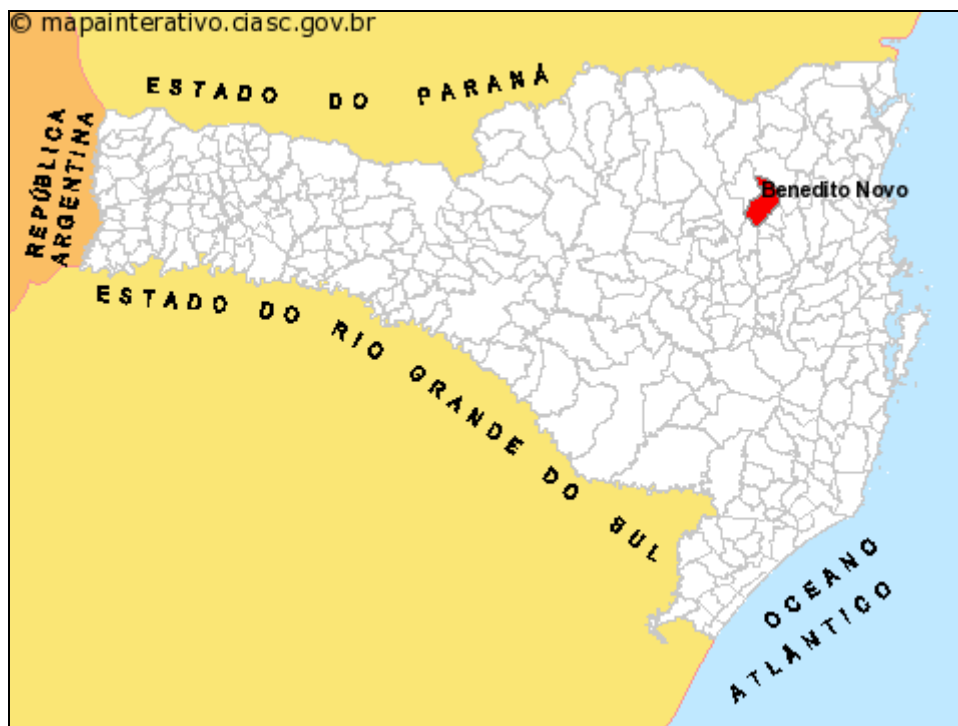 © mapainterativo.ciasc.gov.br
ESTADO DO PARANÁ
REPÚBLICA
ARGENTINA
Benedito Novo
ESTADO DO RIO GRANDE DO SUL
OCEANO
ATLÂNTICO